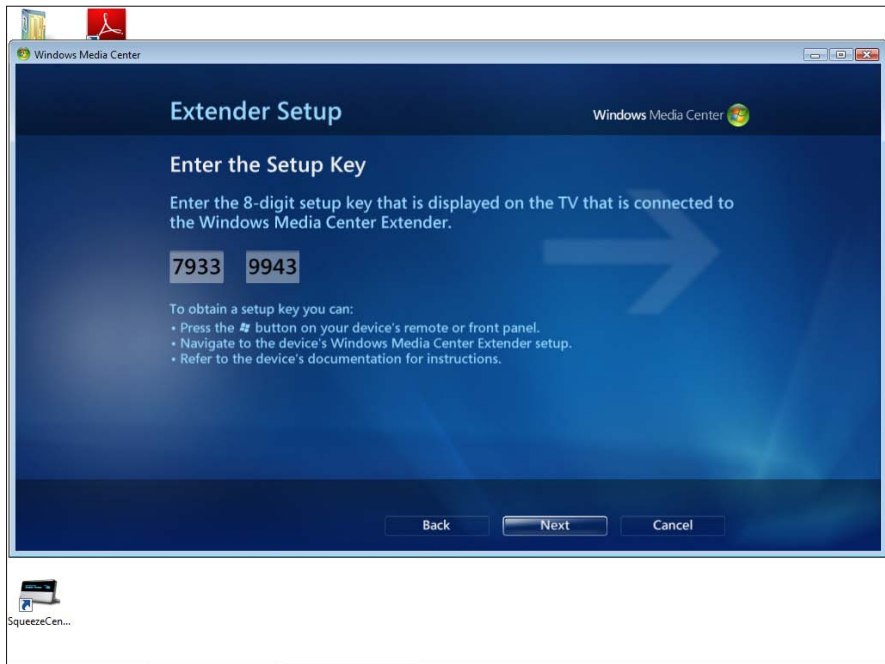 Windows Media Center
Extender Setup
Windows Media Center
Enter the Setup Key
Enter the 8-digit setup key that is displayed on the TV that is connected to
the Windows Media Center Extender.
7933 9943
To obtain a setup key you can:
• Press the button on your device's remote or front panel.
• Navigate to the device's Windows Media Center Extender setup.
• Refer to the device's documentation for instructions.
Back Next Cancel
SqueezeCen...